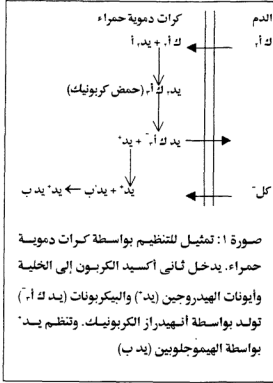 الدم
كرات دموية حمراء
ك أ٢
ك أ٢ + يد٢ أ
يد٢ ك أ٣ (حمض كربونيك)
يد ك أ٣⁻ + يد⁺
كل⁻
يد⁺ + يد⁺ب ← يد⁺ يد ب
صورة ١: تمثيل للتنظيم بواسطة كرات دموية
حمراء. يدخل ثانى أكسيد الكربون إلى الخلية
وأيونات الهيدروجين (يد⁺) والبيكربونات (يد ك أ٣⁻)
تولد بواسطة أنهيدراز الكربونيك. وتنظم يد⁺
بواسطة الهيموجلوبين (يد ب)